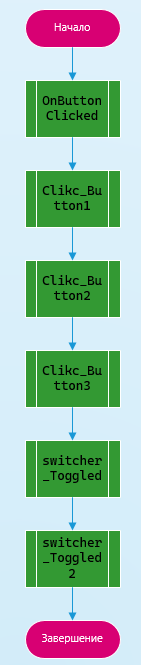 Начало
OnButton
Clicked
Clikc_Bu
tton1
Clikc_Bu
tton2
Clikc_Bu
tton3
switcher
_Toggled
switcher
_Toggled
2
Завершение